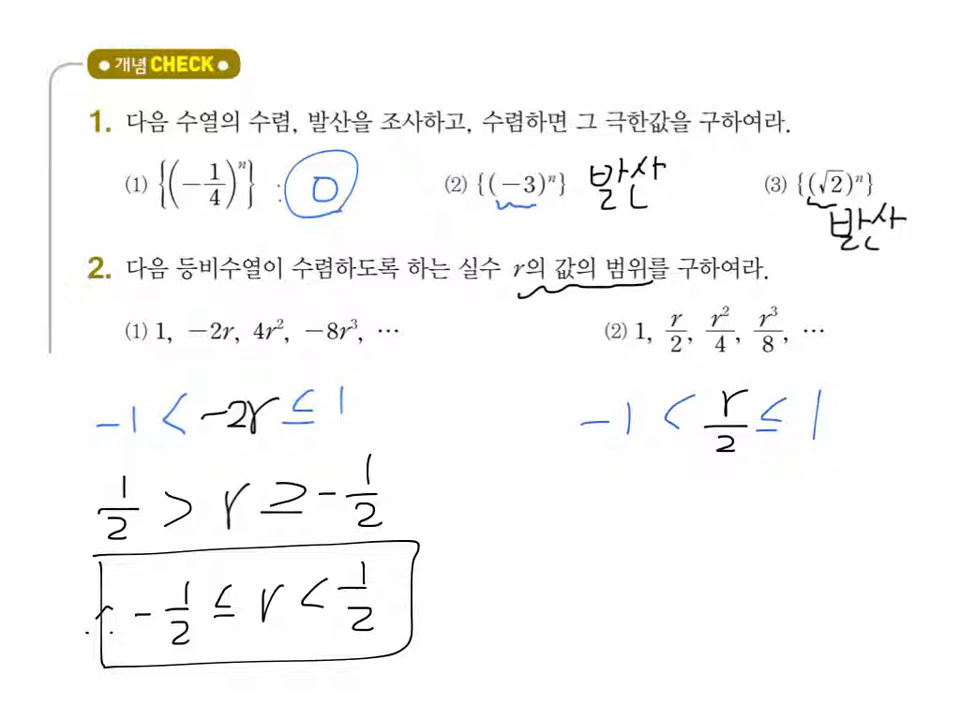 개념 CHECK
1. 다음 수열의 수렴, 발산을 조사하고, 수렴하면 그 극한값을 구하여라.
(1) {(-1/4)^n} : 0 (2) {(-3)^n} 발산 (3) {(√2)^n} 발산
2. 다음 등비수열이 수렴하도록 하는 실수 r의 값의 범위를 구하여라.
(1) 1, -2r, 4r², -8r³, ⋯ (2) 1, r/2, r²/4, r³/8, ⋯
-1 < -2r ≤ 1 -1 < r/2 ≤ 1
1/2 > r ≥ -1/2
∴ -1/2 ≤ r < 1/2